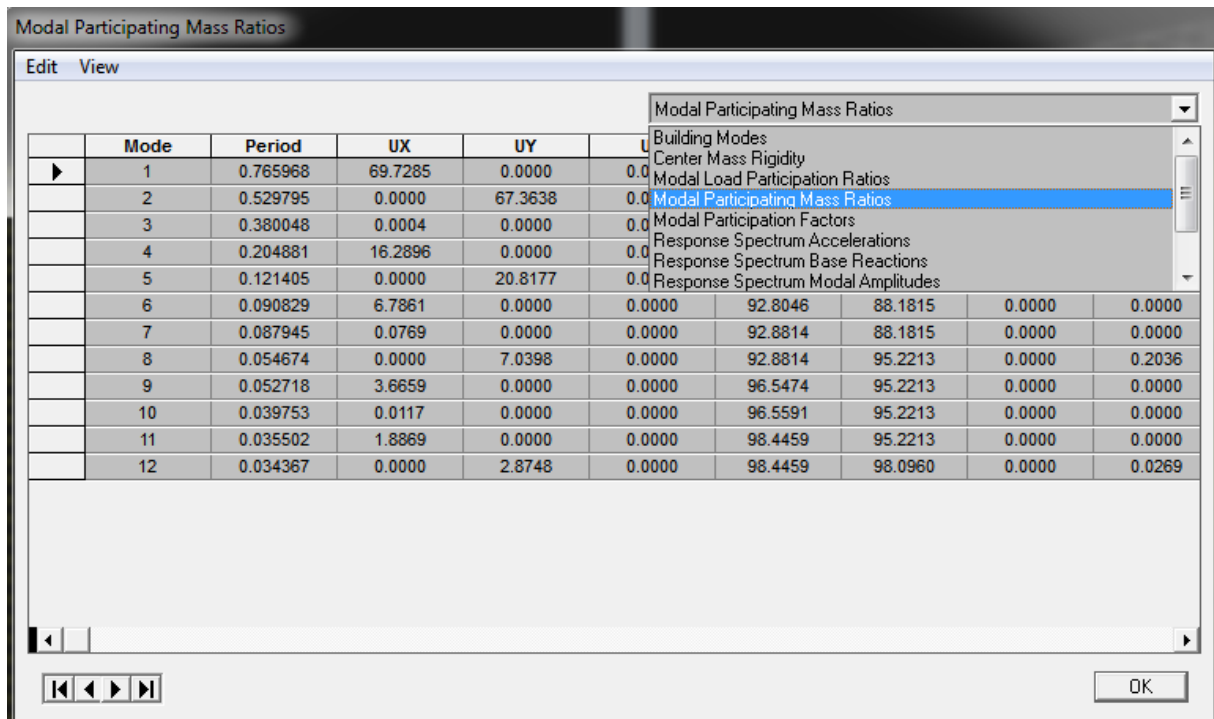 Modal Participating Mass Ratios
Edit View
Modal Participating Mass Ratios
Building Modes
Center Mass Rigidity
Modal Load Participation Ratios
Modal Participating Mass Ratios
Modal Participation Factors
Response Spectrum Accelerations
Response Spectrum Base Reactions
Response Spectrum Modal Amplitudes
Mode Period UX UY
1 0.765968 69.7285 0.0000
2 0.529795 0.0000 67.3638
3 0.380048 0.0004 0.0000
4 0.204881 16.2896 0.0000
5 0.121405 0.0000 20.8177
6 0.090829 6.7861 0.0000 0.0000 92.8046 88.1815 0.0000 0.0000
7 0.087945 0.0769 0.0000 0.0000 92.8814 88.1815 0.0000 0.0000
8 0.054674 0.0000 7.0398 0.0000 92.8814 95.2213 0.0000 0.2036
9 0.052718 3.6659 0.0000 0.0000 96.5474 95.2213 0.0000 0.0000
10 0.039753 0.0117 0.0000 0.0000 96.5591 95.2213 0.0000 0.0000
11 0.035502 1.8869 0.0000 0.0000 98.4459 95.2213 0.0000 0.0000
12 0.034367 0.0000 2.8748 0.0000 98.4459 98.0960 0.0000 0.0269
OK